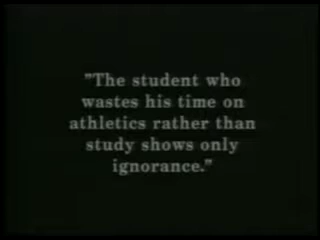 "The student who
wastes his time on
athletics rather than
study shows only
ignorance."